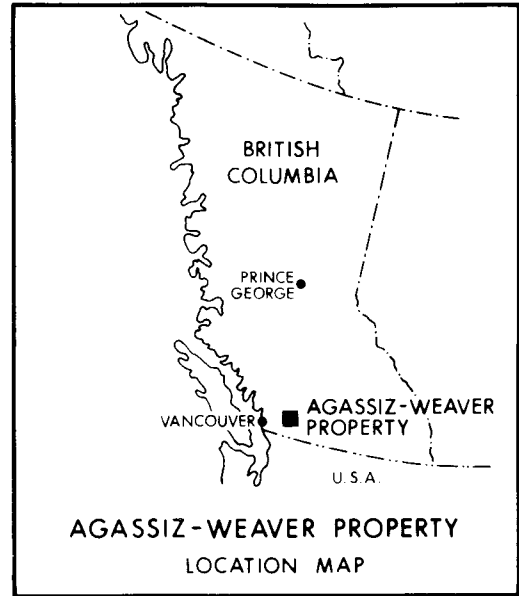 BRITISH
COLUMBIA
PRINCE
GEORGE
AGASSIZ-WEAVER
PROPERTY
VANCOUVER
U.S.A.
AGASSIZ-WEAVER PROPERTY
LOCATION MAP